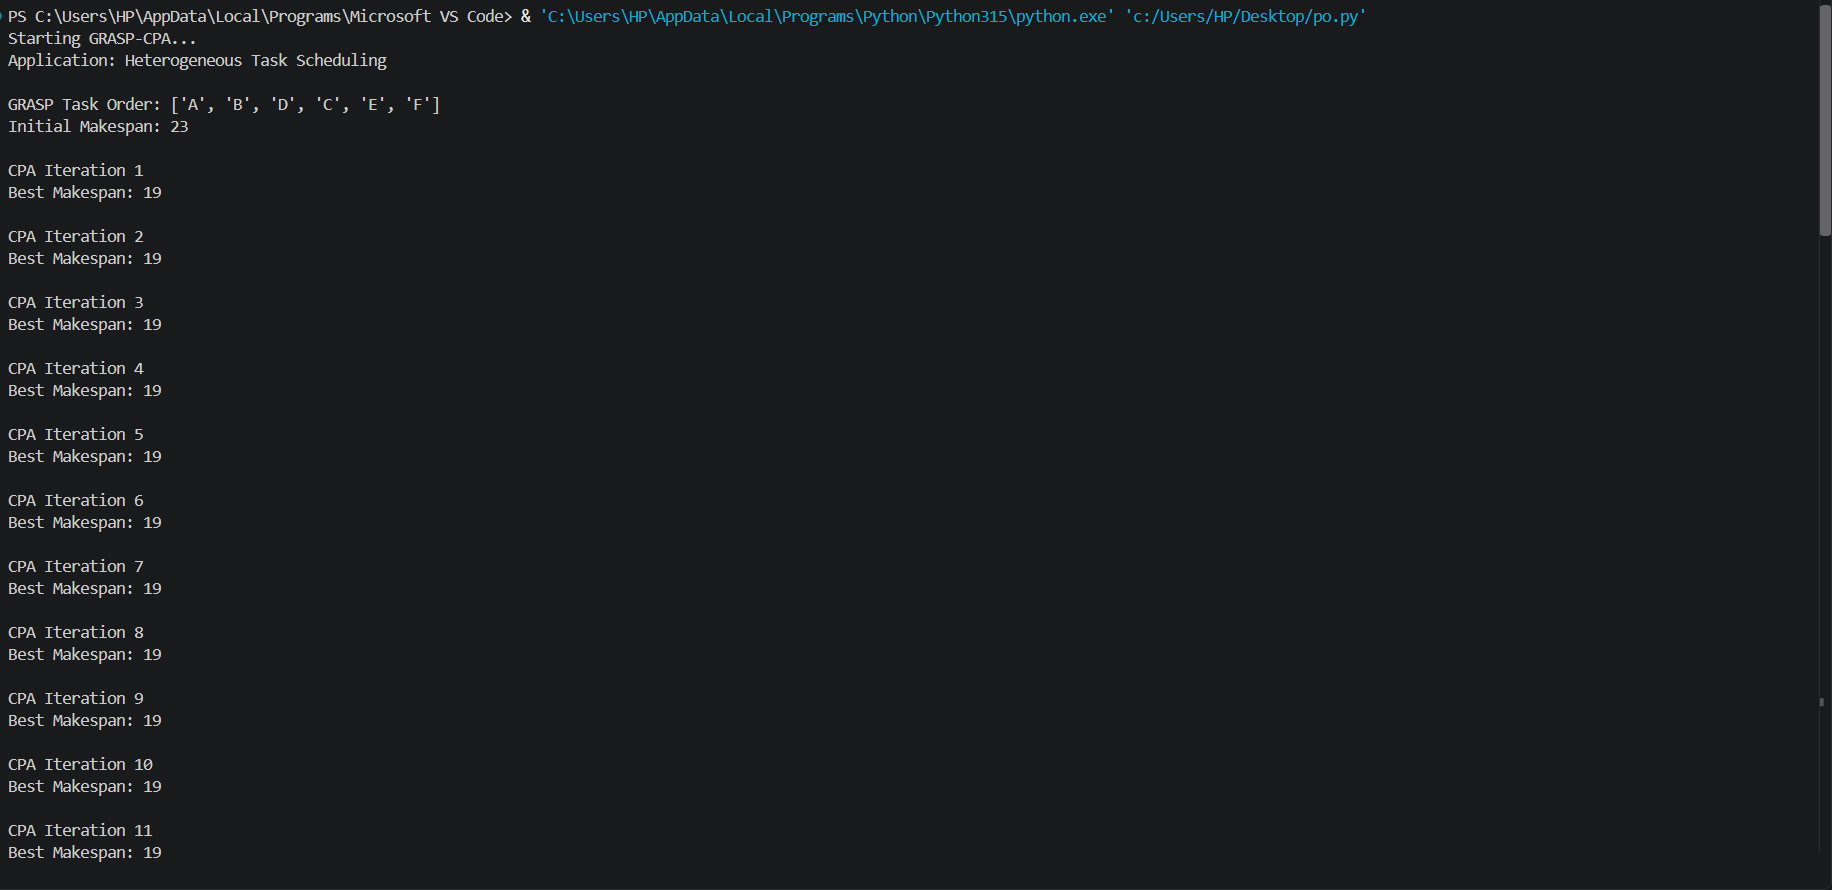 PS C:\Users\HP\AppData\Local\Programs\Microsoft VS Code> & 'C:\Users\HP\AppData\Local\Programs\Python\Python315\python.exe' 'c:/Users/HP/Desktop/po.py'
Starting GRASP-CPA...
Application: Heterogeneous Task Scheduling
GRASP Task Order: ['A', 'B', 'D', 'C', 'E', 'F']
Initial Makespan: 23
CPA Iteration 1
Best Makespan: 19
CPA Iteration 2
Best Makespan: 19
CPA Iteration 3
Best Makespan: 19
CPA Iteration 4
Best Makespan: 19
CPA Iteration 5
Best Makespan: 19
CPA Iteration 6
Best Makespan: 19
CPA Iteration 7
Best Makespan: 19
CPA Iteration 8
Best Makespan: 19
CPA Iteration 9
Best Makespan: 19
CPA Iteration 10
Best Makespan: 19
CPA Iteration 11
Best Makespan: 19